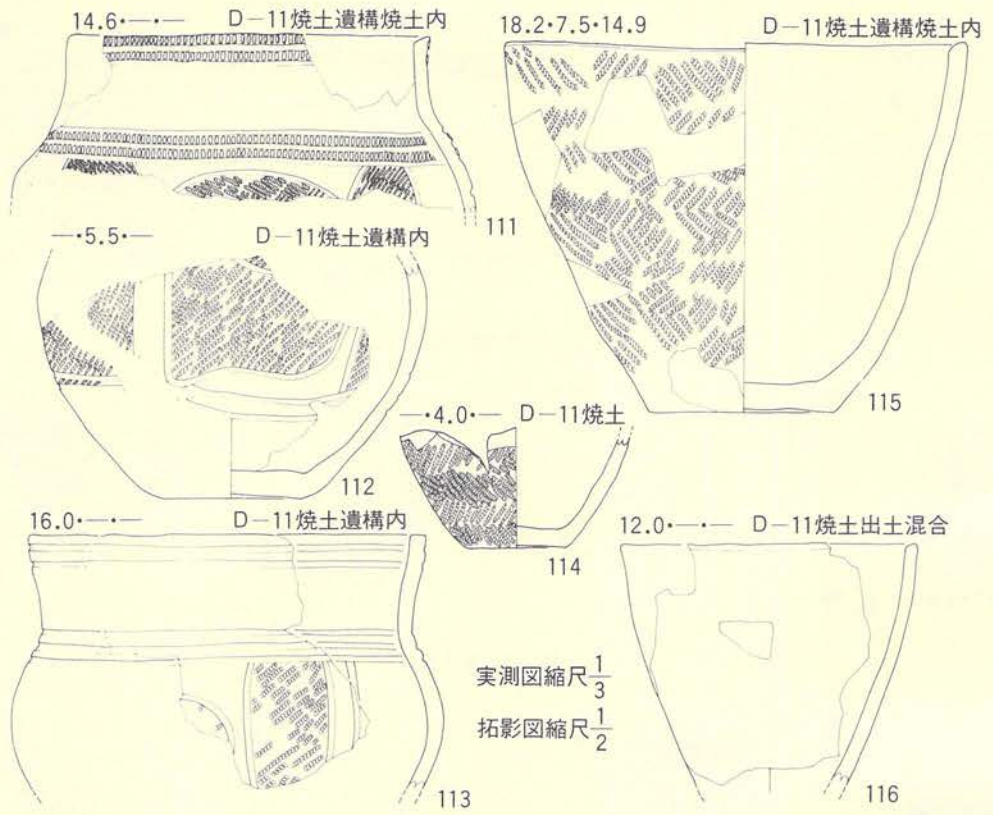 14.6・―・― D－11焼土遺構焼土内
111
18.2・7.5・14.9 D－11焼土遺構焼土内
115
―・5.5・― D－11焼土遺構内
112
―・4.0・― D－11焼土
114
16.0・―・― D－11焼土遺構内
113
12.0・―・― D－11焼土出土混合
116
実測図縮尺1/3
拓影図縮尺1/2